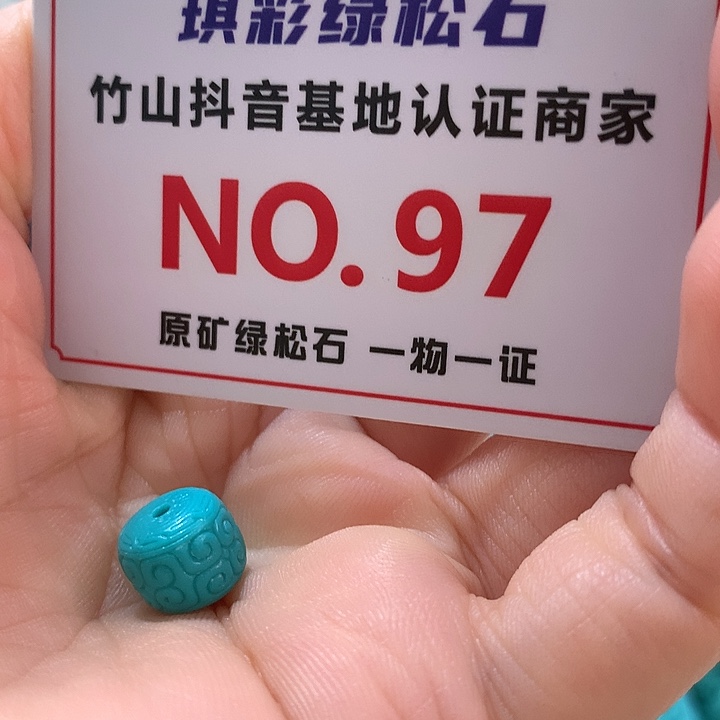 琪彩绿松石
竹山抖音基地认证商家
NO.97
原矿绿松石 一物一证